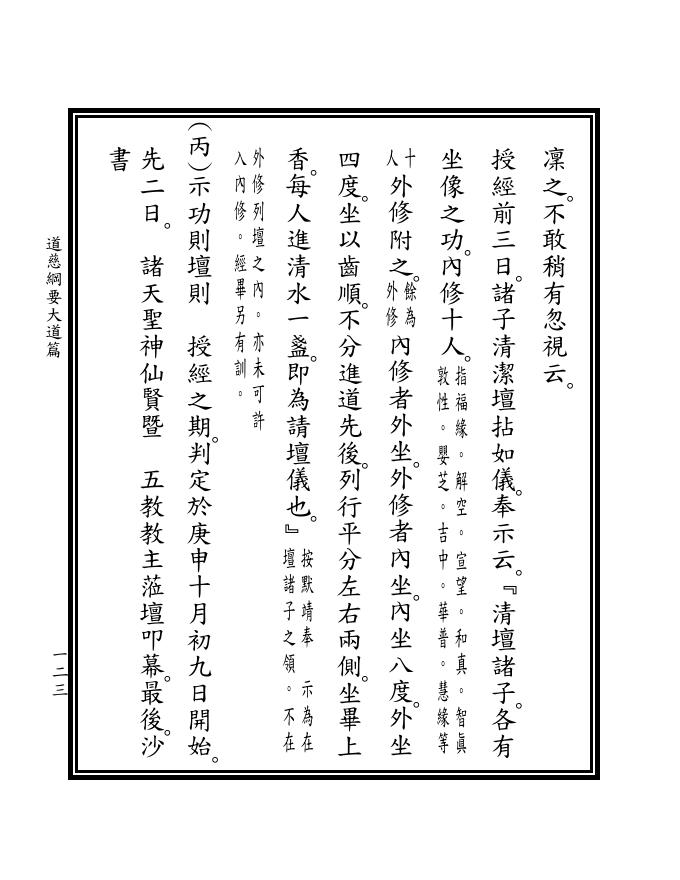 凜之。不敢稍有忽視云。
授經前三日。諸子清潔壇拈如儀。奉示云。『清壇諸子。各有
坐像之功。內修十人。指福緣。解空。宣望。和真。智眞敦性。嬰芝。吉中。華普。慧緣等
十人外修附之。餘為外修內修者外坐。外修者內坐。內坐八度。外坐
四度。坐以齒順。不分進道先後。列行平分左右兩側。坐畢上
香。每人進清水一盞。即為請壇儀也。』按默靖奉　示為在壇諸子之領。不在
外修列壇之內。亦未可許入內修。經畢另有訓。
(丙)示功則壇則　授經之期。判定於庚申十月初九日開始。
先二日。　諸天聖神仙賢暨　五教教主蒞壇叩幕。最後。沙
書
道慈綱要大道篇
一二三